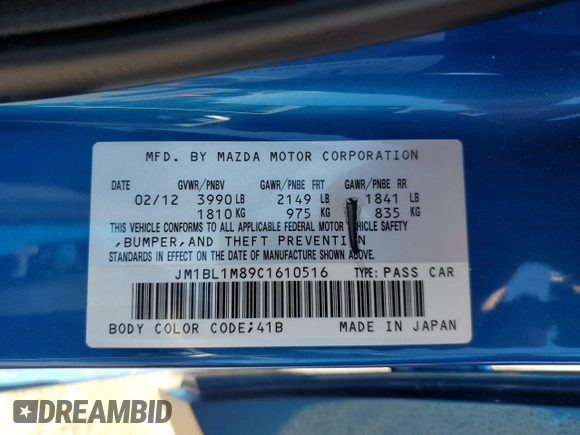 MFD. BY MAZDA MOTOR CORPORATION
DATE GVWR/PNBV GAWR/PNBE FRT GAWR/PNBE RR
02/12 3990 LB 2149 LB 1841 LB
1810 KG 975 KG 835 KG
THIS VEHICLE CONFORMS TO ALL APPLICABLE FEDERAL MOTOR VEHICLE SAFETY
,BUMPER,AND THEFT PREVENTION
STANDARDS IN EFFECT ON THE DATE OF MANUFACTURE SHOWN ABOVE.
JM1BL1M89C1610516 TYPE: PASS CAR
BODY COLOR CODE;41B MADE IN JAPAN
DREAMBID